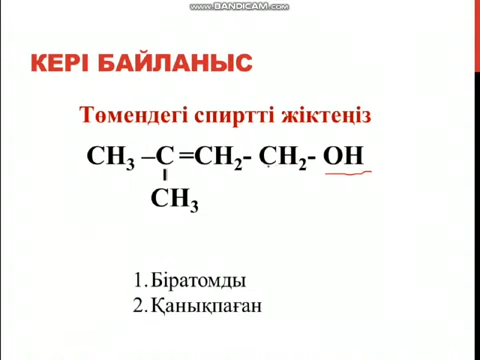 WWW.BANDICAM.COM
КЕРІ БАЙЛАНЫС
Төмендегі спиртті жіктеңіз
CH₃ –C =CH₂- CH₂- OH
CH₃
1. Біратомды
2. Қанықпаған